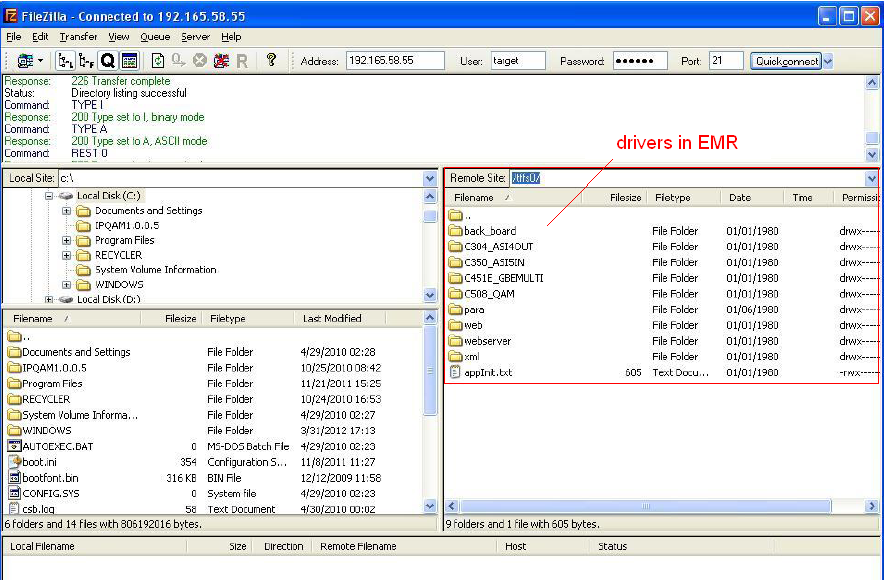 FileZilla - Connected to 192.165.58.55
File Edit Transfer View Queue Server Help
Address: 192.165.58.55 User: target Password: ●●●●●● Port: 21 Quickconnect
Response: 226 Transfer complete
Status: Directory listing successful
Command: TYPE I
Response: 200 Type set to I, binary mode
Command: TYPE A
Response: 200 Type set to A, ASCII mode
Command: REST 0
drivers in EMR
Local Site: c:\
Local Disk (C:)
Documents and Settings
IPQAM1.0.0.5
Program Files
RECYCLER
System Volume Information
WINDOWS
Local Disk (D:)
Filename / Filesize Filetype Last Modified
..
Documents and Settings File Folder 4/29/2010 02:28
IPQAM1.0.0.5 File Folder 10/25/2010 08:42
Program Files File Folder 11/21/2011 15:25
RECYCLER File Folder 10/24/2010 16:53
System Volume Informa... File Folder 4/29/2010 02:27
WINDOWS File Folder 3/31/2012 17:13
AUTOEXEC.BAT 0 MS-DOS Batch File 4/29/2010 02:23
boot.ini 354 Configuration S... 11/8/2011 11:27
bootfont.bin 316 KB BIN File 12/12/2009 11:58
CONFIG.SYS 0 System file 4/29/2010 02:23
csb.log 58 Text Document 4/30/2010 00:02
6 folders and 14 files with 806192016 bytes.
Remote Site: /tffs0/
Filename / Filesize Filetype Date Time Permissi
..
back_board File Folder 01/01/1980 drwx-----
C304_ASI4OUT File Folder 01/01/1980 drwx-----
C350_ASI5IN File Folder 01/01/1980 drwx-----
C451E_GBEMULTI File Folder 01/01/1980 drwx-----
C508_QAM File Folder 01/01/1980 drwx-----
para File Folder 01/06/1980 drwx-----
web File Folder 01/01/1980 drwx-----
webserver File Folder 01/01/1980 drwx-----
xml File Folder 01/01/1980 drwx-----
appInit.txt 605 Text Docu... 01/01/1980 -rwx-----
9 folders and 1 file with 605 bytes.
Local Filename Size Direction Remote Filename Host Status